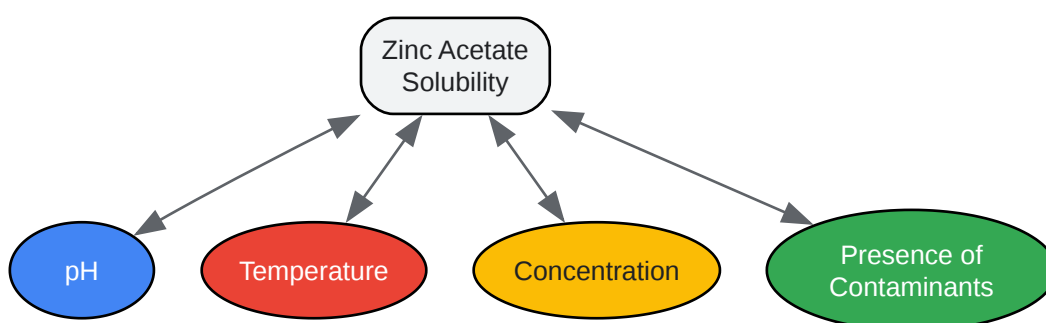 Zinc Acetate
Solubility
pH
Temperature
Concentration
Presence of
Contaminants